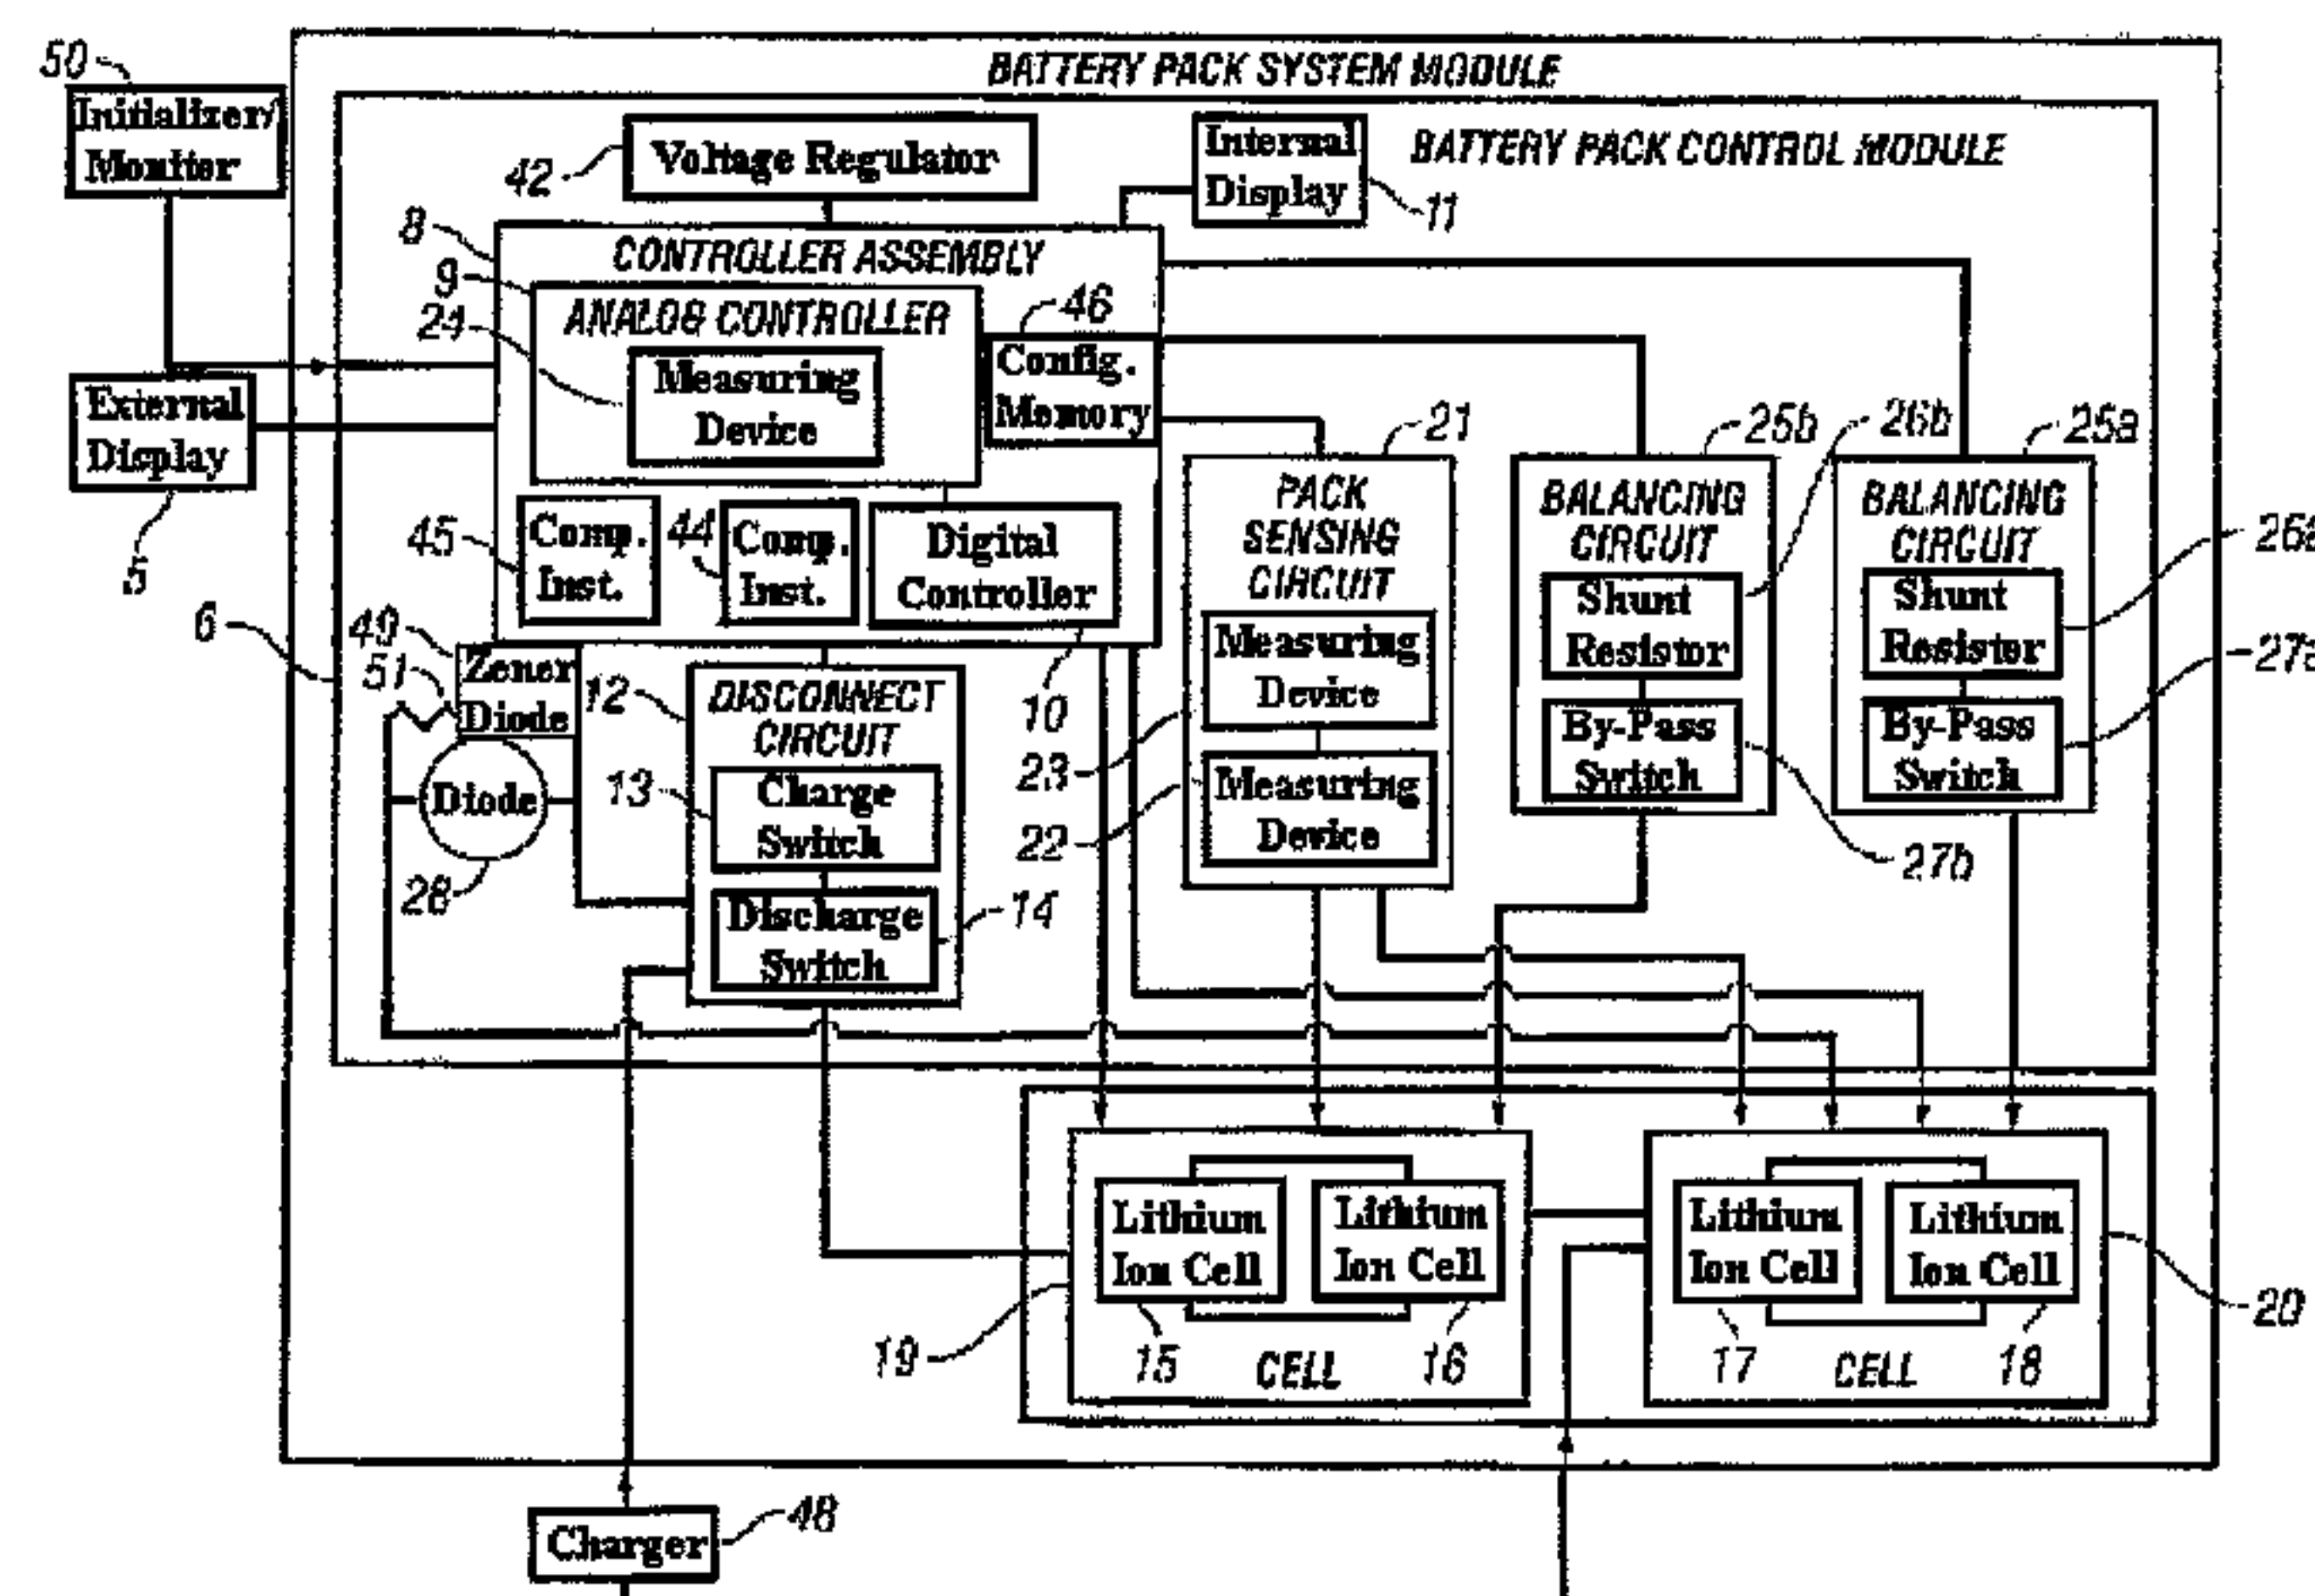 BATTERY PACK SYSTEM MODULE
50
Initializer/
Moniter
42
Voltage Regulator
Internal
Display
11
BATTERY PACK CONTROL MODULE
8
CONTROLLER ASSEMBLY
9
ANALOG CONTROLLER
24
Measuring
Device
46
Config.
Memory
External
Display
5
45
Comp.
Inst.
44
Comp.
Inst.
Digital
Controller
10
21
PACK
SENSING
CIRCUIT
Measuring
Device
23
Measuring
Device
22
25b
26b
BALANCING
CIRCUIT
Shunt
Resistor
By-Pass
Switch
27b
25a
BALANCING
CIRCUIT
26a
Shunt
Resistor
27a
By-Pass
Switch
6
49
51
Zener
Diode
Diode
28
12
DISCONNECT
CIRCUIT
13
Charge
Switch
Discharge
Switch
14
Lithium
Ion Cell
Lithium
Ion Cell
19
15
CELL
16
Lithium
Ion Cell
Lithium
Ion Cell
17
CELL
18
20
Charger
48